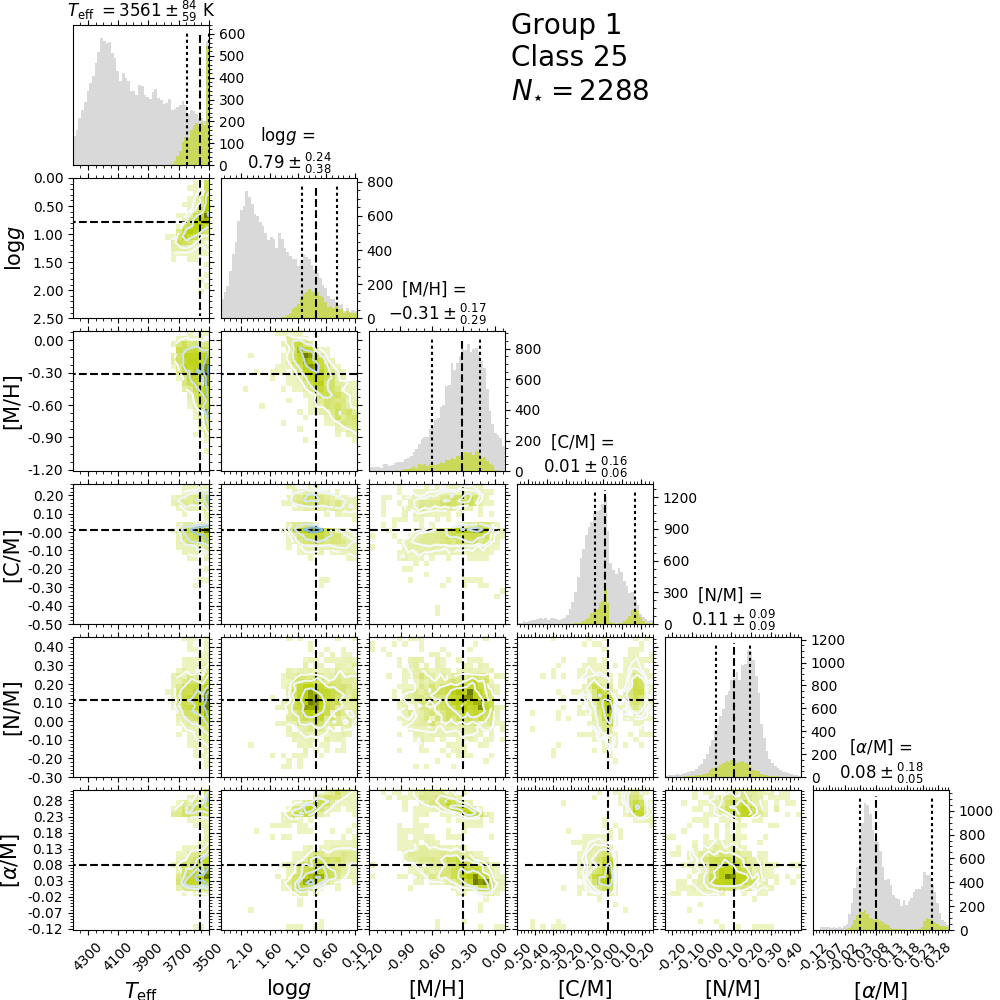 T_eff = 3561 ± 84 59 K
Group 1
Class 25
N⋆ = 2288
600
500
400
300
200
100
0
log g =
0.79 ± 0.24 0.38
0.00
0.50
1.00
1.50
2.00
2.50
log g
800
600
400
200
0
[M/H] =
−0.31 ± 0.17 0.29
0.00
-0.30
-0.60
-0.90
-1.20
[M/H]
800
600
400
200
0
[C/M] =
0.01 ± 0.16 0.06
0.20
0.10
-0.00
-0.10
-0.20
-0.30
-0.40
-0.50
[C/M]
1200
900
600
300
0
[N/M] =
0.11 ± 0.09 0.09
0.40
0.30
0.20
0.10
0.00
-0.10
-0.20
-0.30
[N/M]
1200
1000
800
600
400
200
0
[α/M] =
0.08 ± 0.18 0.05
0.28
0.23
0.18
0.13
0.08
0.03
-0.02
-0.07
-0.12
[α/M]
1000
800
600
400
200
0
4300 4100 3900 3700 3500
2.10 1.60 1.10 0.60 0.10
-1.20 -0.90 -0.60 -0.30 0.00
-0.50 -0.40 -0.30 -0.20 -0.10 -0.00 0.10 0.20
-0.20 -0.10 0.00 0.10 0.20 0.30 0.40
-0.12 -0.07 -0.02 0.03 0.08 0.13 0.18 0.23 0.28
T_eff log g [M/H] [C/M] [N/M] [α/M]